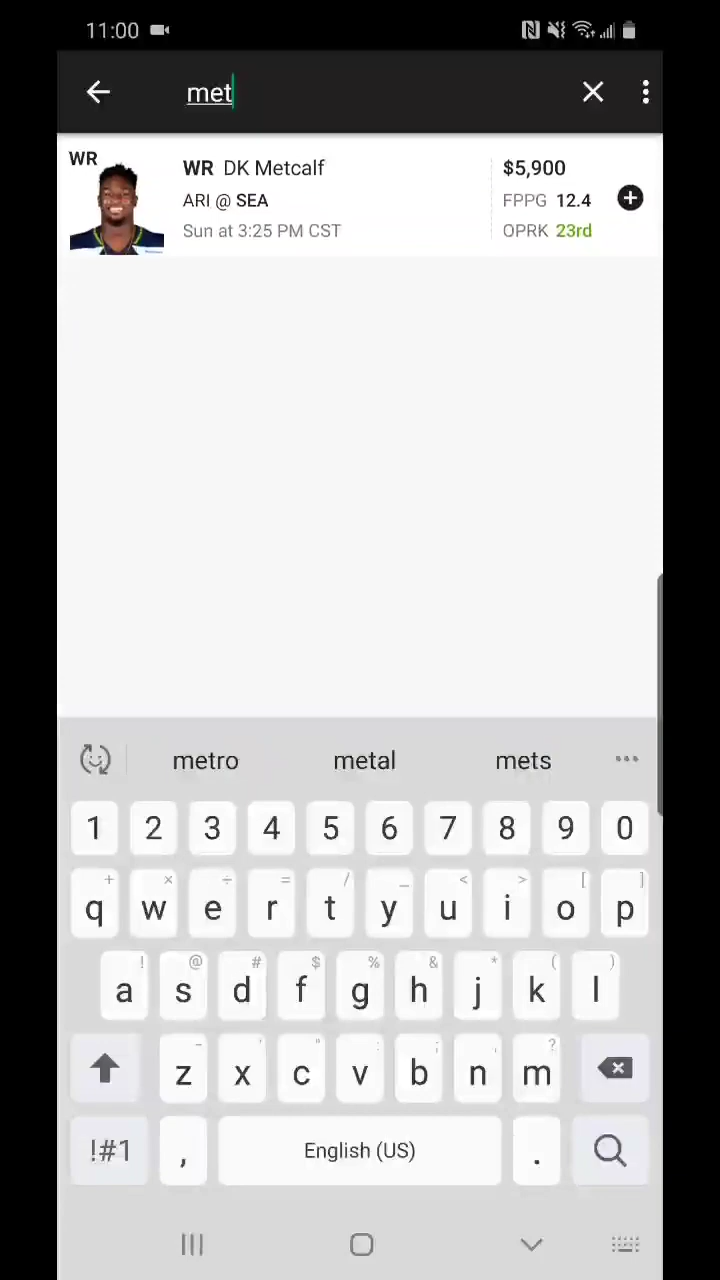 11:00
met
WR
WR DK Metcalf
$5,900
ARI @ SEA
FPPG 12.4
Sun at 3:25 PM CST
OPRK 23rd
metro metal mets
1 2 3 4 5 6 7 8 9 0
+ × ÷ = / _ < > [ ]
q w e r t y u i o p
! @ # $ % & * ( )
a s d f g h j k l
- ' " : ; , ?
z x c v b n m
!#1 , English (US) .